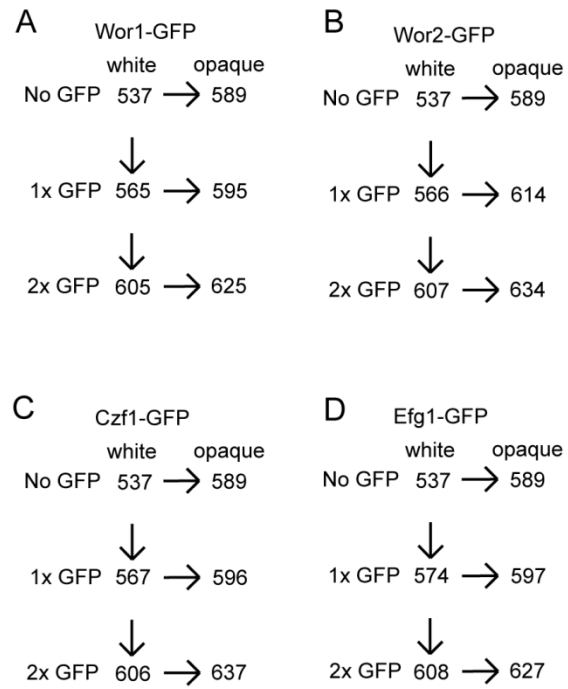 A
Wor1-GFP
white opaque
No GFP 537 → 589
↓
1x GFP 565 → 595
↓
2x GFP 605 → 625
B
Wor2-GFP
white opaque
No GFP 537 → 589
↓
1x GFP 566 → 614
↓
2x GFP 607 → 634
C
Czf1-GFP
white opaque
No GFP 537 → 589
↓
1x GFP 567 → 596
↓
2x GFP 606 → 637
D
Efg1-GFP
white opaque
No GFP 537 → 589
↓
1x GFP 574 → 597
↓
2x GFP 608 → 627